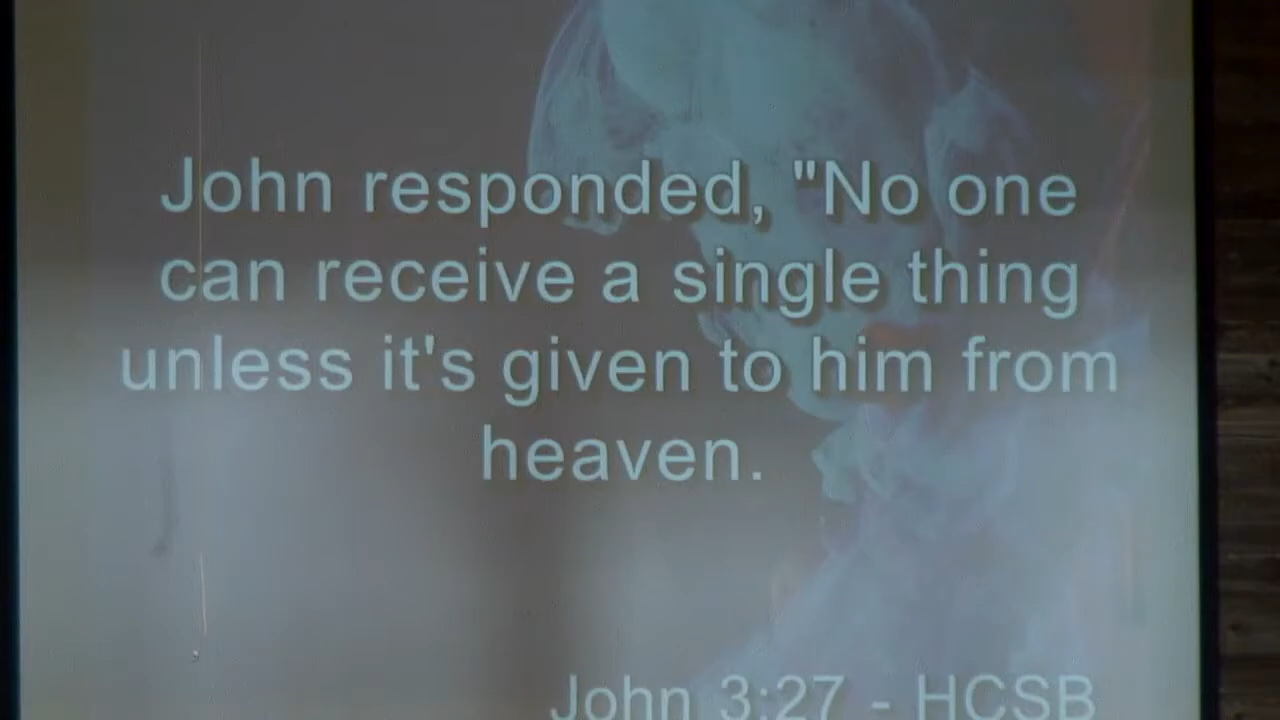 John responded, "No one
can receive a single thing
unless it's given to him from
heaven.
John 3:27 - HCSB